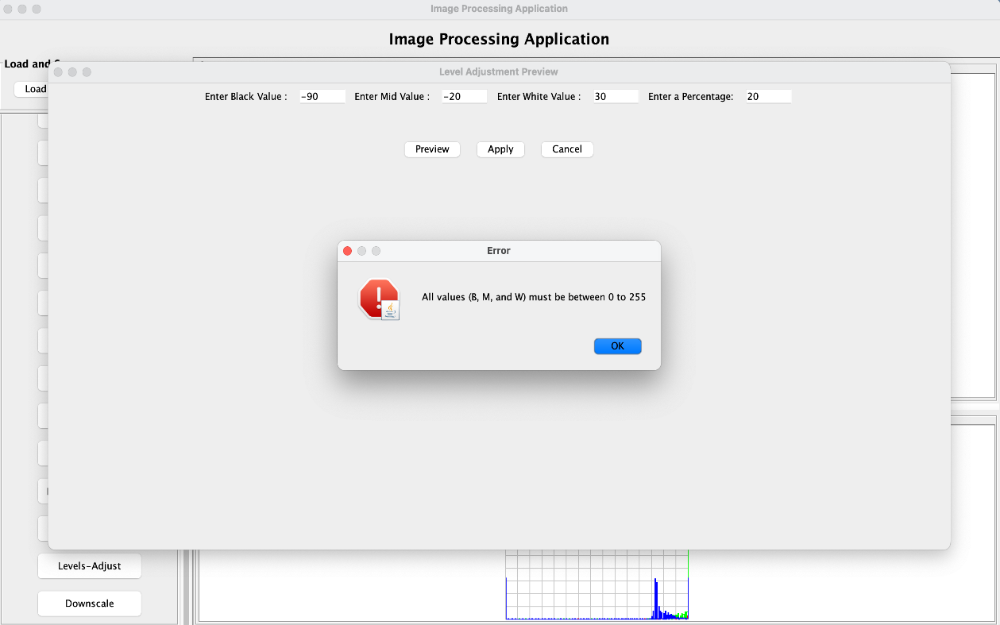 Image Processing Application
Image Processing Application
Load and
Load
Level Adjustment Preview
Enter Black Value : -90 Enter Mid Value : -20 Enter White Value : 30 Enter a Percentage: 20
Preview Apply Cancel
Error
All values (B, M, and W) must be between 0 to 255
OK
Levels-Adjust
Downscale